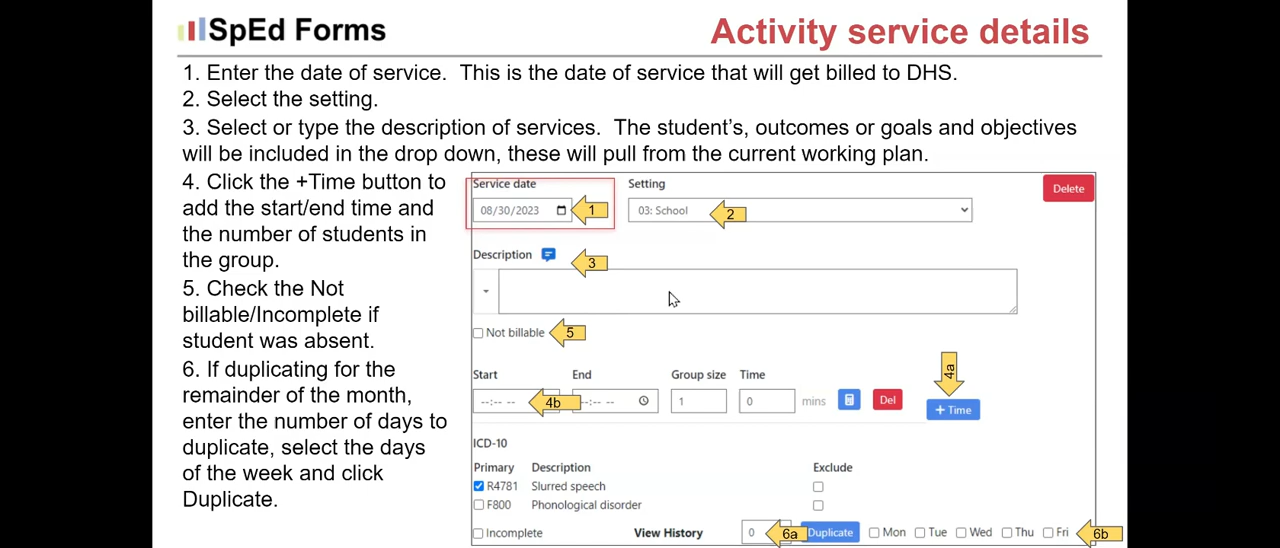 SpEd Forms
Activity service details
1. Enter the date of service.  This is the date of service that will get billed to DHS.
2. Select the setting.
3. Select or type the description of services.  The student’s, outcomes or goals and objectives
will be included in the drop down, these will pull from the current working plan.
4. Click the +Time button to
add the start/end time and
the number of students in
the group.
5. Check the Not
billable/Incomplete if
student was absent.
6. If duplicating for the
remainder of the month,
enter the number of days to
duplicate, select the days
of the week and click
Duplicate.
Service date Setting Delete
08/30/2023 1 03: School 2
Description 3
Not billable 5
4a
Start End Group size Time
--:-- -- 4b --:-- -- 1 0 mins Del + Time
ICD-10
Primary Description Exclude
R4781 Slurred speech
F800 Phonological disorder
Incomplete View History 0 6a Duplicate Mon Tue Wed Thu Fri 6b